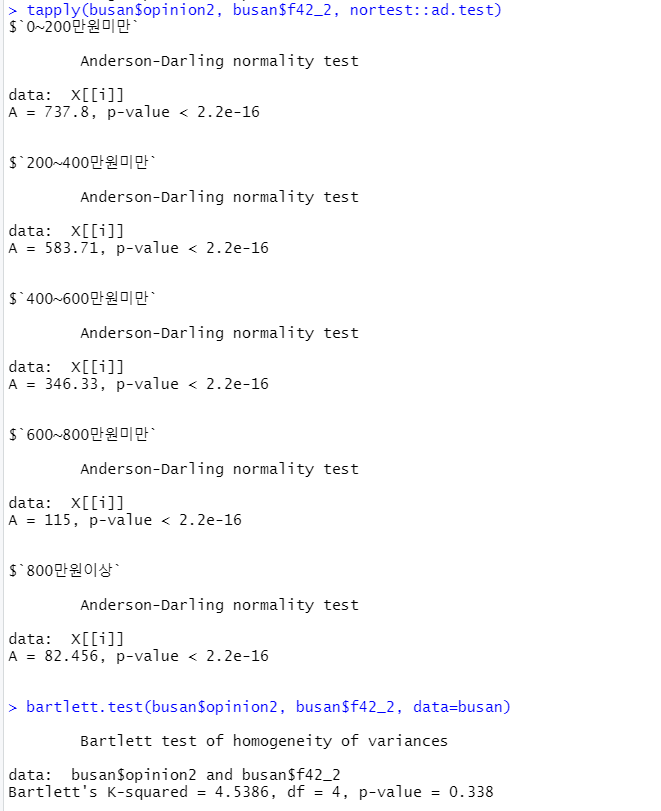 > tapply(busan$opinion2, busan$f42_2, nortest::ad.test)
$`0~200만원미만`
Anderson-Darling normality test
data:  X[[i]]
A = 737.8, p-value < 2.2e-16
$`200~400만원미만`
Anderson-Darling normality test
data:  X[[i]]
A = 583.71, p-value < 2.2e-16
$`400~600만원미만`
Anderson-Darling normality test
data:  X[[i]]
A = 346.33, p-value < 2.2e-16
$`600~800만원미만`
Anderson-Darling normality test
data:  X[[i]]
A = 115, p-value < 2.2e-16
$`800만원이상`
Anderson-Darling normality test
data:  X[[i]]
A = 82.456, p-value < 2.2e-16
> bartlett.test(busan$opinion2, busan$f42_2, data=busan)
Bartlett test of homogeneity of variances
data:  busan$opinion2 and busan$f42_2
Bartlett's K-squared = 4.5386, df = 4, p-value = 0.338